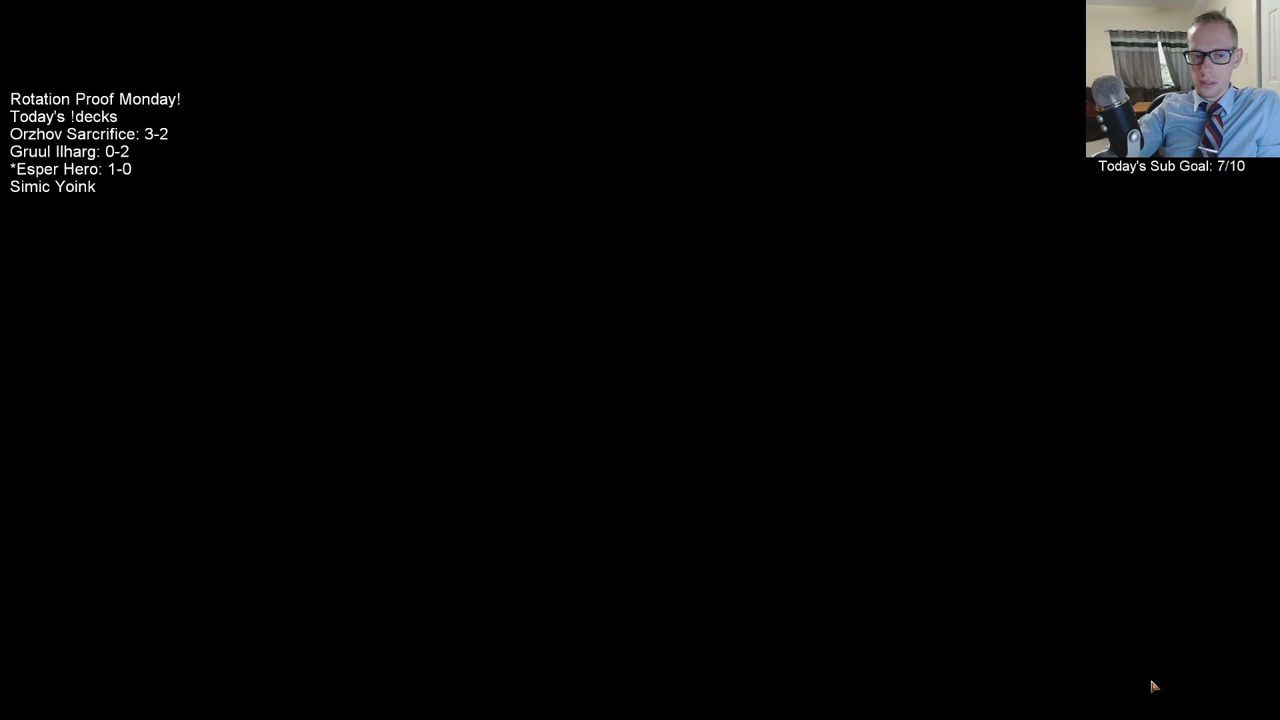 Rotation Proof Monday!
Today's !decks
Orzhov Sarcrifice: 3-2
Gruul Ilharg: 0-2
*Esper Hero: 1-0
Simic Yoink
Today's Sub Goal: 7/10